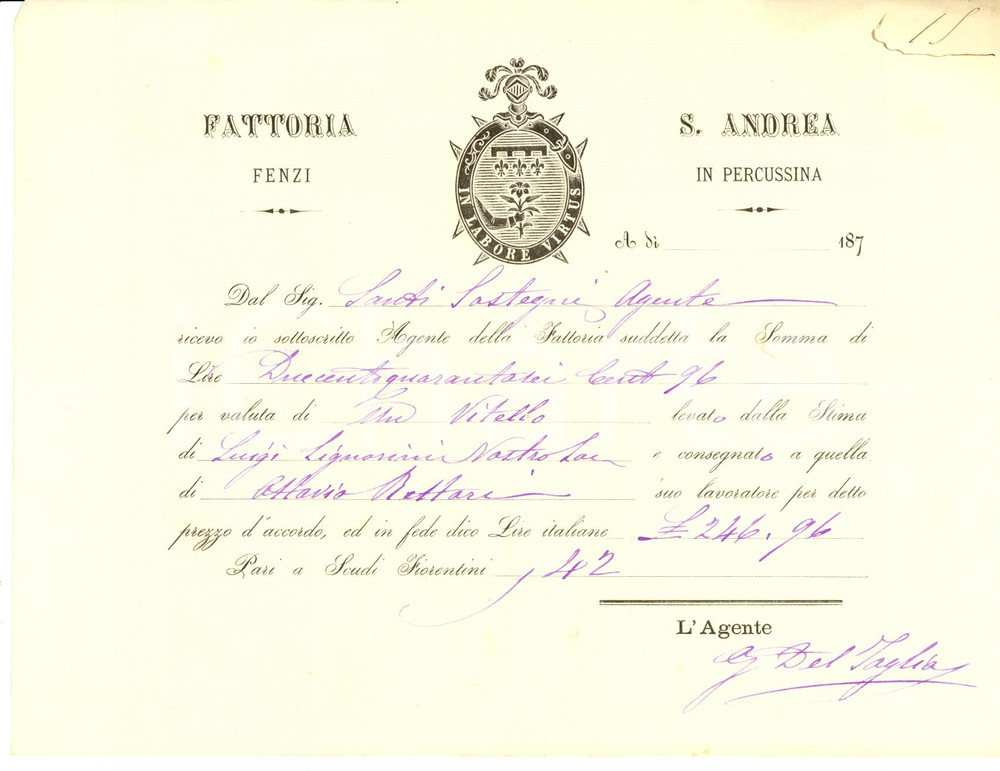 15
FATTORIA
FENZI
IN LABORE VIRTUS
S. ANDREA
IN PERCUSSINA
A dì 187
Dal Sig. Santi Sostegni Agente
ricevo io sottoscritto Agente della Fattoria suddetta la Somma di
Lire Duecentoquarantasei Cent 96
per valuta di Un Vitello levato dalla Stima
di Luigi Signorini Nostro Lav e consegnato a quella
di Ottavio suo lavoratore per detto
prezzo d'accordo, ed in fede dico Lire italiane £ 246.96
Pari a Scudi Fiorentini 42
L'Agente
G. Del Taglia